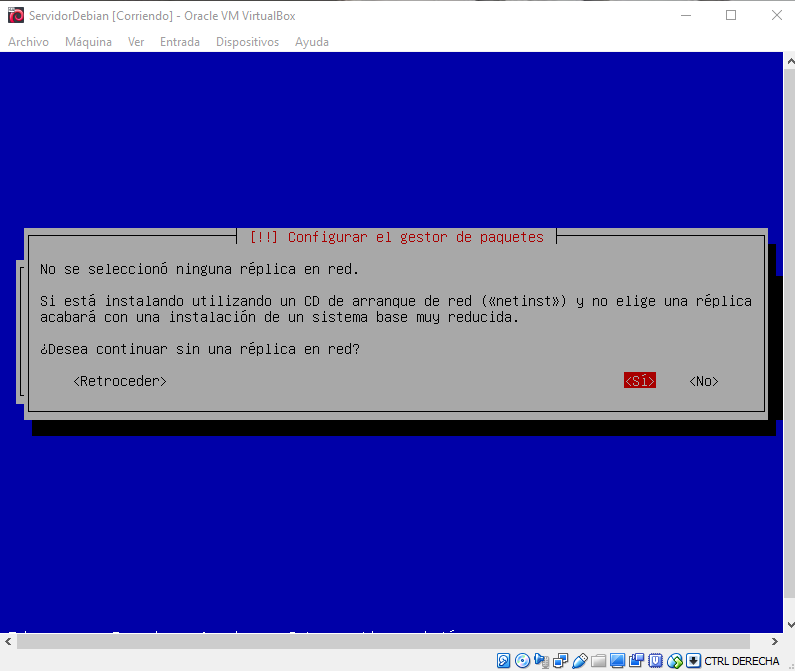 ServidorDebian [Corriendo] - Oracle VM VirtualBox
Archivo Máquina Ver Entrada Dispositivos Ayuda
[!!] Configurar el gestor de paquetes
No se seleccionó ninguna réplica en red.
Si está instalando utilizando un CD de arranque de red («netinst») y no elige una réplica
acabará con una instalación de un sistema base muy reducida.
¿Desea continuar sin una réplica en red?
<Retroceder> <Sí> <No>
CTRL DERECHA